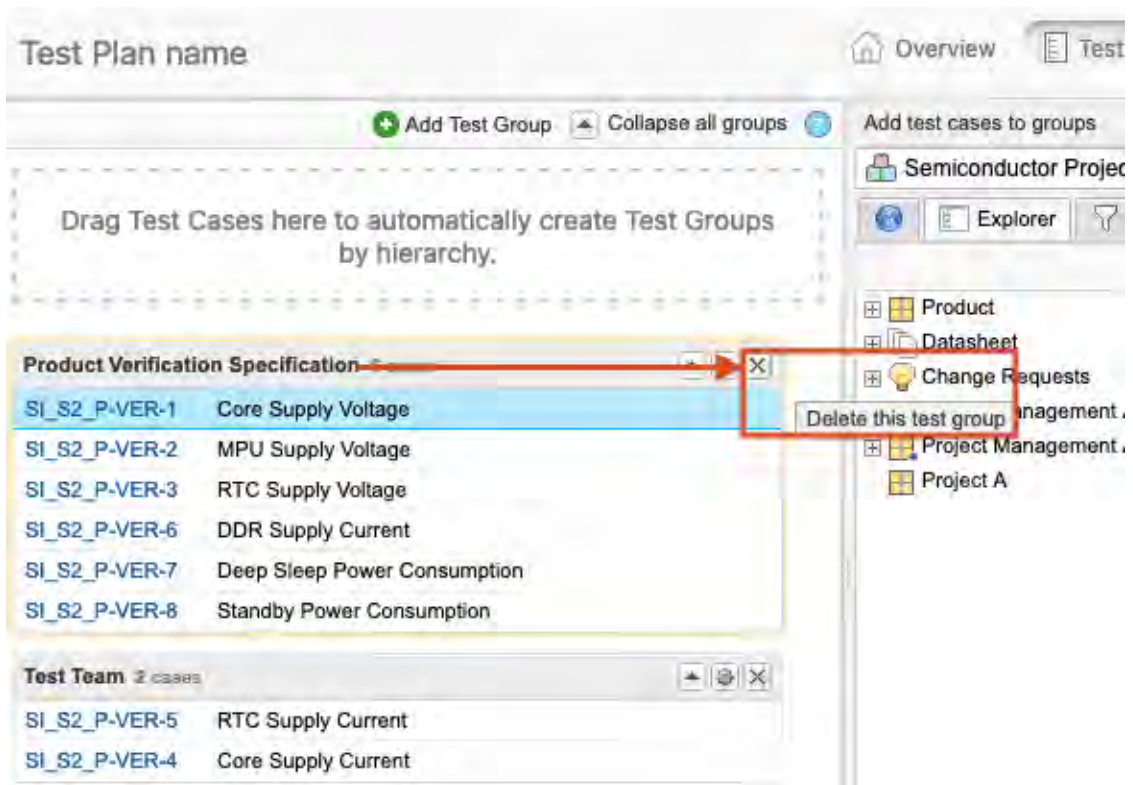 Test Plan name
Overview
Test
Add Test Group
Collapse all groups
Add test cases to groups
Semiconductor Projec
Explorer
Drag Test Cases here to automatically create Test Groups
by hierarchy.
Product
Datasheet
Change Requests
anagement
Project Management
Project A
Delete this test group
Product Verification Specification
SI_S2_P-VER-1 Core Supply Voltage
SI_S2_P-VER-2 MPU Supply Voltage
SI_S2_P-VER-3 RTC Supply Voltage
SI_S2_P-VER-6 DDR Supply Current
SI_S2_P-VER-7 Deep Sleep Power Consumption
SI_S2_P-VER-8 Standby Power Consumption
Test Team 2 cases
SI_S2_P-VER-5 RTC Supply Current
SI_S2_P-VER-4 Core Supply Current